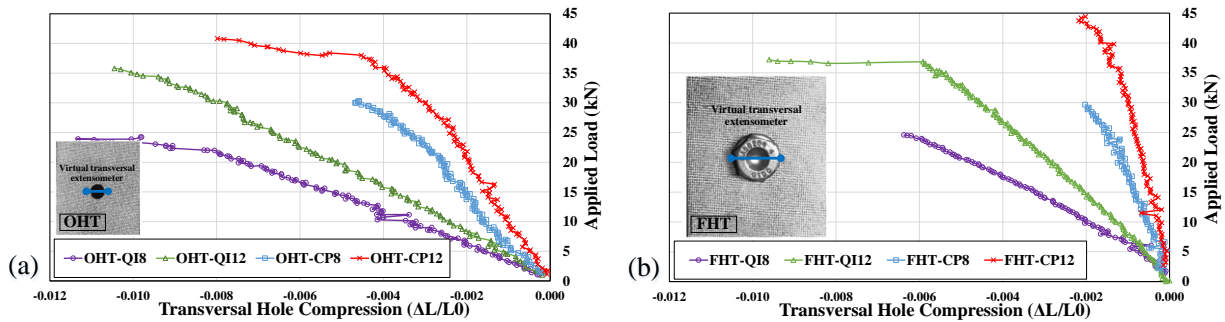 (a)
45
40
35
30
25
20
15
10
5
0
Applied Load (kN)
Virtual transversal
extensometer
OHT
OHT-QI8 OHT-QI12 OHT-CP8 OHT-CP12
-0.012 -0.010 -0.008 -0.006 -0.004 -0.002 0.000
Transversal Hole Compression (ΔL/L0)
(b)
45
40
35
30
25
20
15
10
5
0
Applied Load (kN)
Virtual transversal
extensometer
FHT
FHT-QI8 FHT-QI12 FHT-CP8 FHT-CP12
-0.012 -0.010 -0.008 -0.006 -0.004 -0.002 0.000
Transversal Hole Compression (ΔL/L0)